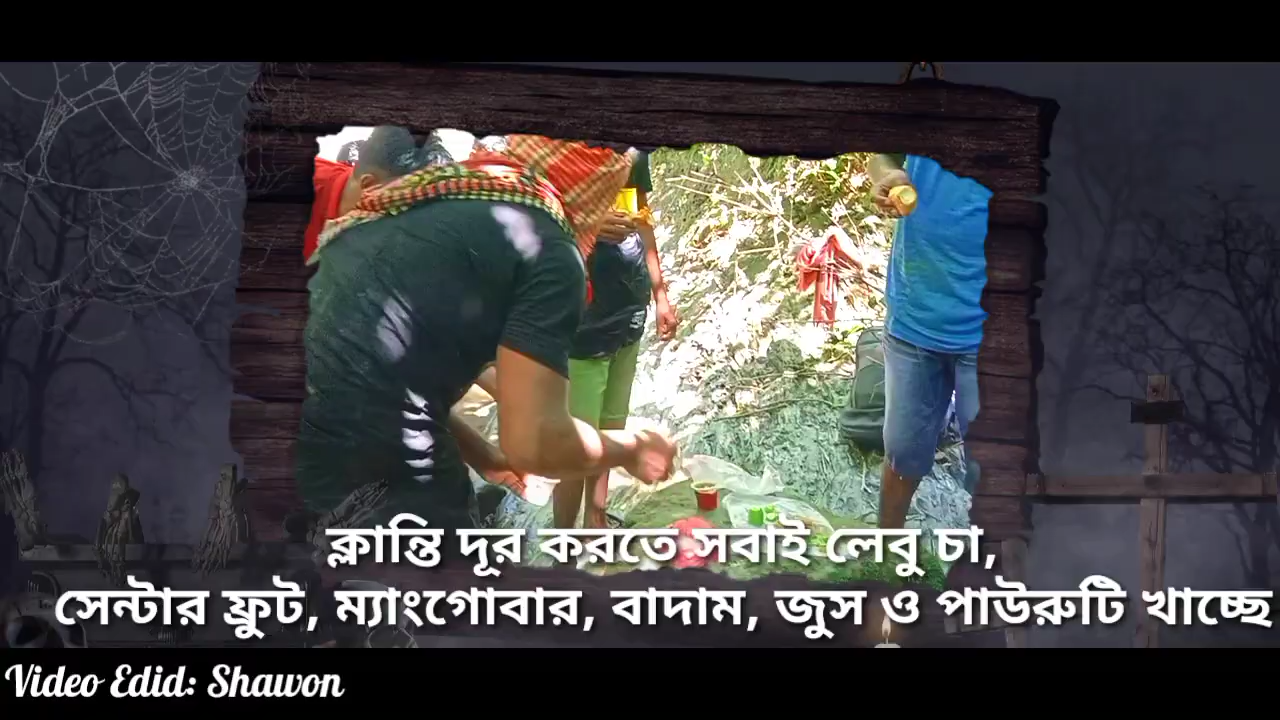 ক্লান্তি দূর করতে সবাই লেবু চা,
সেন্টার ফ্রুট, ম্যাংগোবার, বাদাম, জুস ও পাউরুটি খাচ্ছে
Video Edid: Shawon